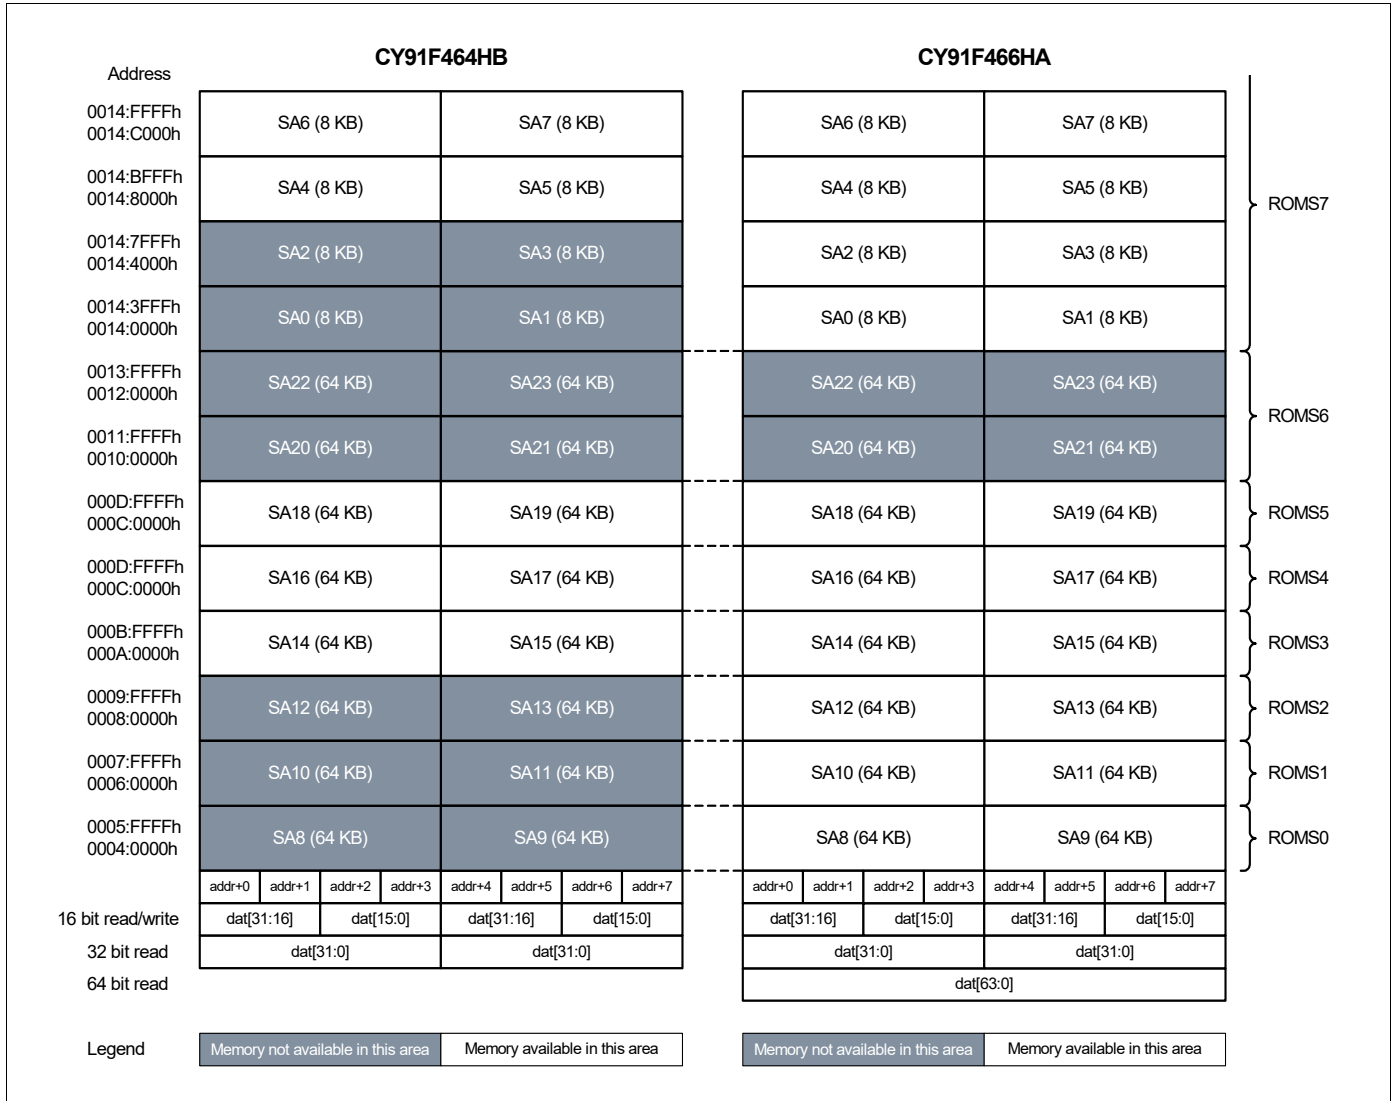 CY91F464HB CY91F466HA
Address
0014:FFFFh
0014:C000h
SA6 (8 KB) SA7 (8 KB) SA6 (8 KB) SA7 (8 KB)
0014:BFFFh
0014:8000h
SA4 (8 KB) SA5 (8 KB) SA4 (8 KB) SA5 (8 KB)
ROMS7
0014:7FFFh
0014:4000h
SA2 (8 KB) SA3 (8 KB) SA2 (8 KB) SA3 (8 KB)
0014:3FFFh
0014:0000h
SA0 (8 KB) SA1 (8 KB) SA0 (8 KB) SA1 (8 KB)
0013:FFFFh
0012:0000h
SA22 (64 KB) SA23 (64 KB) SA22 (64 KB) SA23 (64 KB)
ROMS6
0011:FFFFh
0010:0000h
SA20 (64 KB) SA21 (64 KB) SA20 (64 KB) SA21 (64 KB)
000D:FFFFh
000C:0000h
SA18 (64 KB) SA19 (64 KB) SA18 (64 KB) SA19 (64 KB) ROMS5
000D:FFFFh
000C:0000h
SA16 (64 KB) SA17 (64 KB) SA16 (64 KB) SA17 (64 KB) ROMS4
000B:FFFFh
000A:0000h
SA14 (64 KB) SA15 (64 KB) SA14 (64 KB) SA15 (64 KB) ROMS3
0009:FFFFh
0008:0000h
SA12 (64 KB) SA13 (64 KB) SA12 (64 KB) SA13 (64 KB) ROMS2
0007:FFFFh
0006:0000h
SA10 (64 KB) SA11 (64 KB) SA10 (64 KB) SA11 (64 KB) ROMS1
0005:FFFFh
0004:0000h
SA8 (64 KB) SA9 (64 KB) SA8 (64 KB) SA9 (64 KB) ROMS0
addr+0 addr+1 addr+2 addr+3 addr+4 addr+5 addr+6 addr+7 addr+0 addr+1 addr+2 addr+3 addr+4 addr+5 addr+6 addr+7
16 bit read/write dat[31:16] dat[15:0] dat[31:16] dat[15:0] dat[31:16] dat[15:0] dat[31:16] dat[15:0]
32 bit read dat[31:0] dat[31:0] dat[31:0] dat[31:0]
64 bit read dat[63:0]
Legend Memory not available in this area Memory available in this area Memory not available in this area Memory available in this area